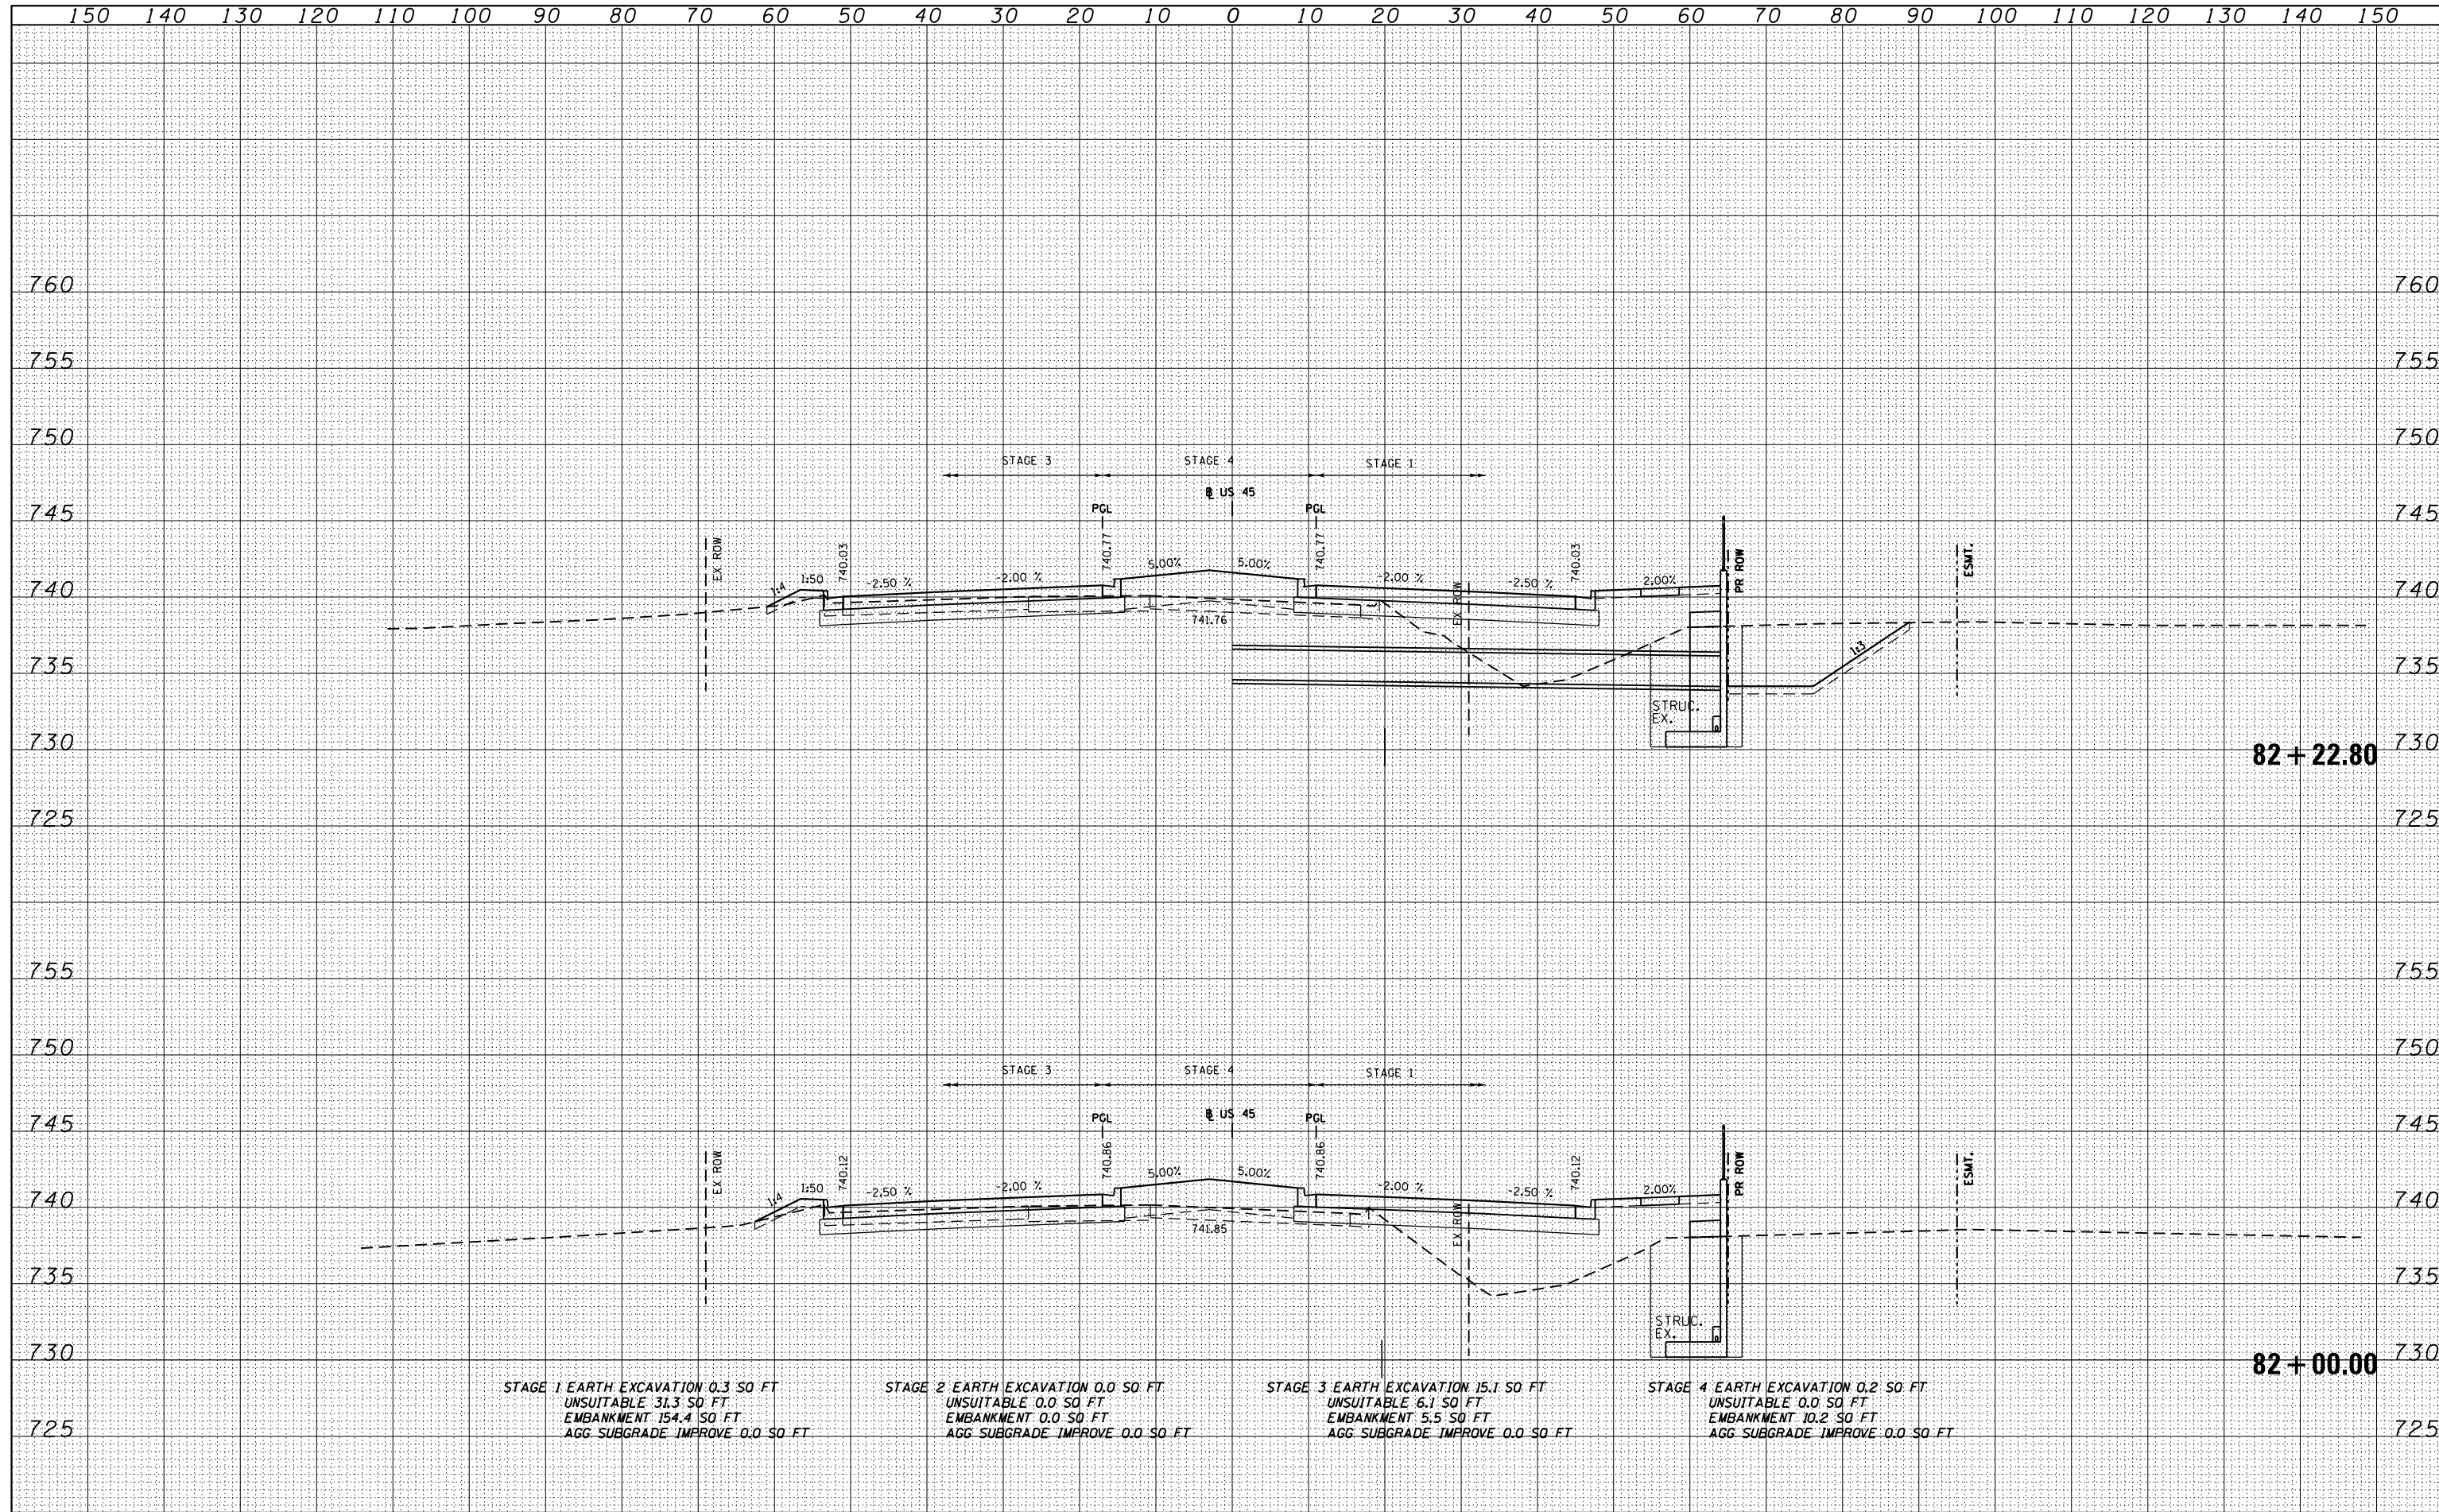 150 140 130 120 110 100 90 80 70 60 50 40 30 20 10 0 10 20 30 40 50 60 70 80 90 100 110 120 130 140 150
760 760
755 755
750 750
STAGE 3 STAGE 4 STAGE 1
B US 45
PGL PGL
745 745
EX ROW 740.03 740.77 740.77 740.03 PR ROW ESMT.
1:4 1:50 -2.50 % -2.00 % 5.00% 5.00% -2.00 % -2.50 % 2.00%
740 740
EX ROW
741.76
735 735
1:3
STRUC.
EX.
730 730
82+22.80
725 725
755 755
750 750
STAGE 3 STAGE 4 STAGE 1
B US 45
PGL PGL
745 745
EX ROW 740.12 740.86 740.86 740.12 PR ROW ESMT.
1:4 1:50 -2.50 % -2.00 % 5.00% 5.00% -2.00 % -2.50 % 2.00%
740 740
EX ROW
741.85
735 735
STRUC.
EX.
730 730
82+00.00
STAGE 1 EARTH EXCAVATION 0.3 SQ FT
UNSUITABLE 31.3 SQ FT
EMBANKMENT 154.4 SQ FT
AGG SUBGRADE IMPROVE 0.0 SQ FT
STAGE 2 EARTH EXCAVATION 0.0 SQ FT
UNSUITABLE 0.0 SQ FT
EMBANKMENT 0.0 SQ FT
AGG SUBGRADE IMPROVE 0.0 SQ FT
STAGE 3 EARTH EXCAVATION 15.1 SQ FT
UNSUITABLE 6.1 SQ FT
EMBANKMENT 5.5 SQ FT
AGG SUBGRADE IMPROVE 0.0 SQ FT
STAGE 4 EARTH EXCAVATION 0.2 SQ FT
UNSUITABLE 0.0 SQ FT
EMBANKMENT 10.2 SQ FT
AGG SUBGRADE IMPROVE 0.0 SQ FT
725 725